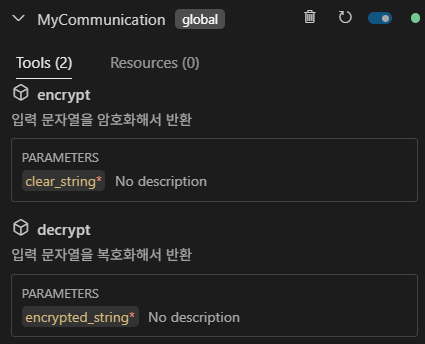 MyCommunication global
Tools (2) Resources (0)
encrypt
입력 문자열을 암호화해서 반환
PARAMETERS
clear_string* No description
decrypt
입력 문자열을 복호화해서 반환
PARAMETERS
encrypted_string* No description